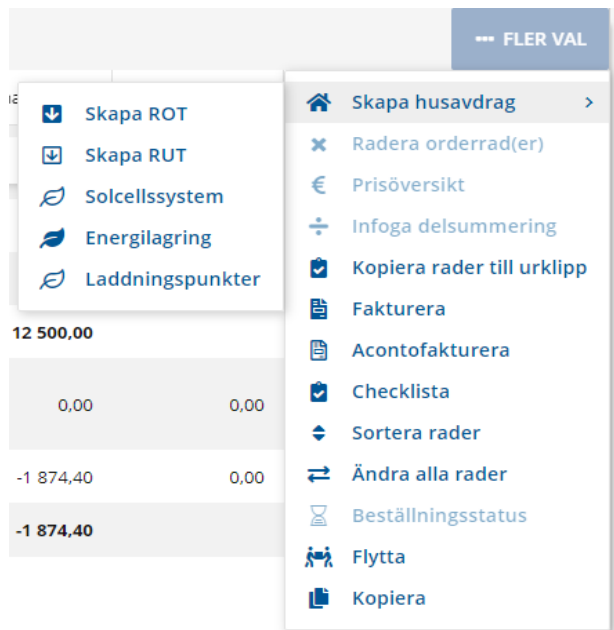 FLER VAL
Skapa husavdrag
Radera orderrad(er)
Prisöversikt
Infoga delsummering
Kopiera rader till urklipp
Fakturera
Acontofakturera
Checklista
Sortera rader
Ändra alla rader
Beställningsstatus
Flytta
Kopiera
Skapa ROT
Skapa RUT
Solcellssystem
Energilagring
Laddningspunkter
12 500,00
0,00 0,00
-1 874,40 0,00
-1 874,40